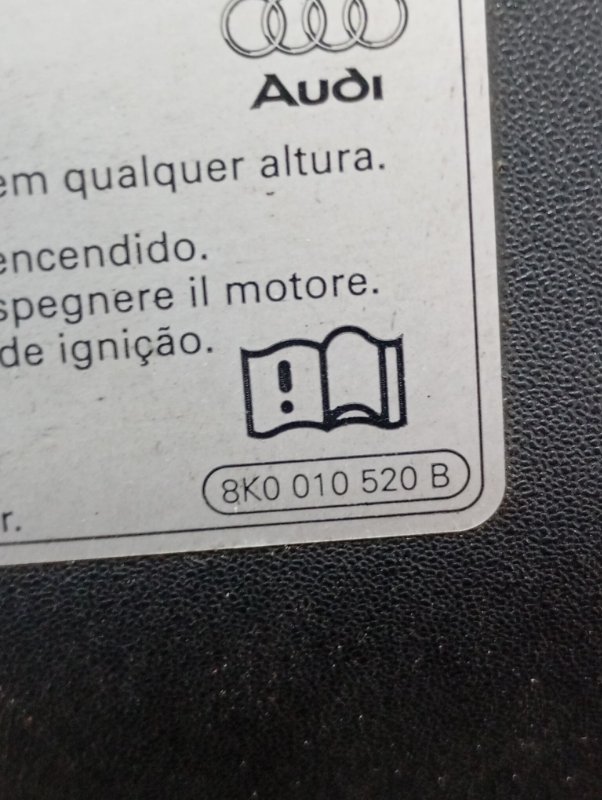 Audi
em qualquer altura.
encendido.
spegnere il motore.
de ignição.
8K0 010 520 B
r.